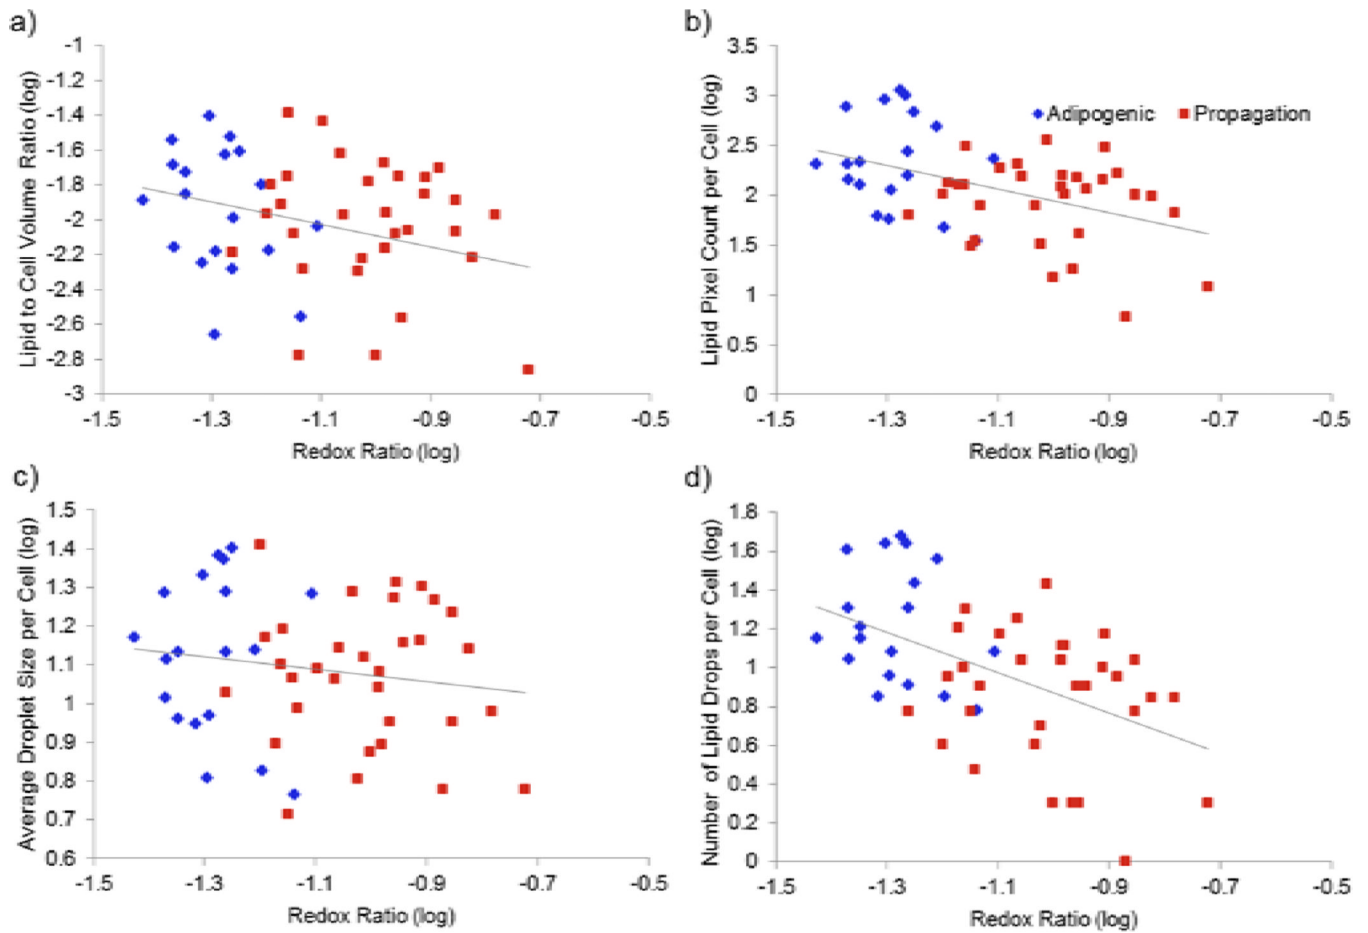 a)
Lipid to Cell Volume Ratio (log)
-1
-1.2
-1.4
-1.6
-1.8
-2
-2.2
-2.4
-2.6
-2.8
-3
-1.5 -1.3 -1.1 -0.9 -0.7 -0.5
Redox Ratio (log)
b)
Lipid Pixel Count per Cell (log)
3.5
3
2.5
2
1.5
1
0.5
0
Adipogenic Propagation
-1.5 -1.3 -1.1 -0.9 -0.7 -0.5
Redox Ratio (log)
c)
Average Droplet Size per Cell (log)
1.5
1.4
1.3
1.2
1.1
1
0.9
0.8
0.7
0.6
-1.5 -1.3 -1.1 -0.9 -0.7 -0.5
Redox Ratio (log)
d)
Number of Lipid Drops per Cell (log)
1.8
1.6
1.4
1.2
1
0.8
0.6
0.4
0.2
0
-1.5 -1.3 -1.1 -0.9 -0.7 -0.5
Redox Ratio (log)